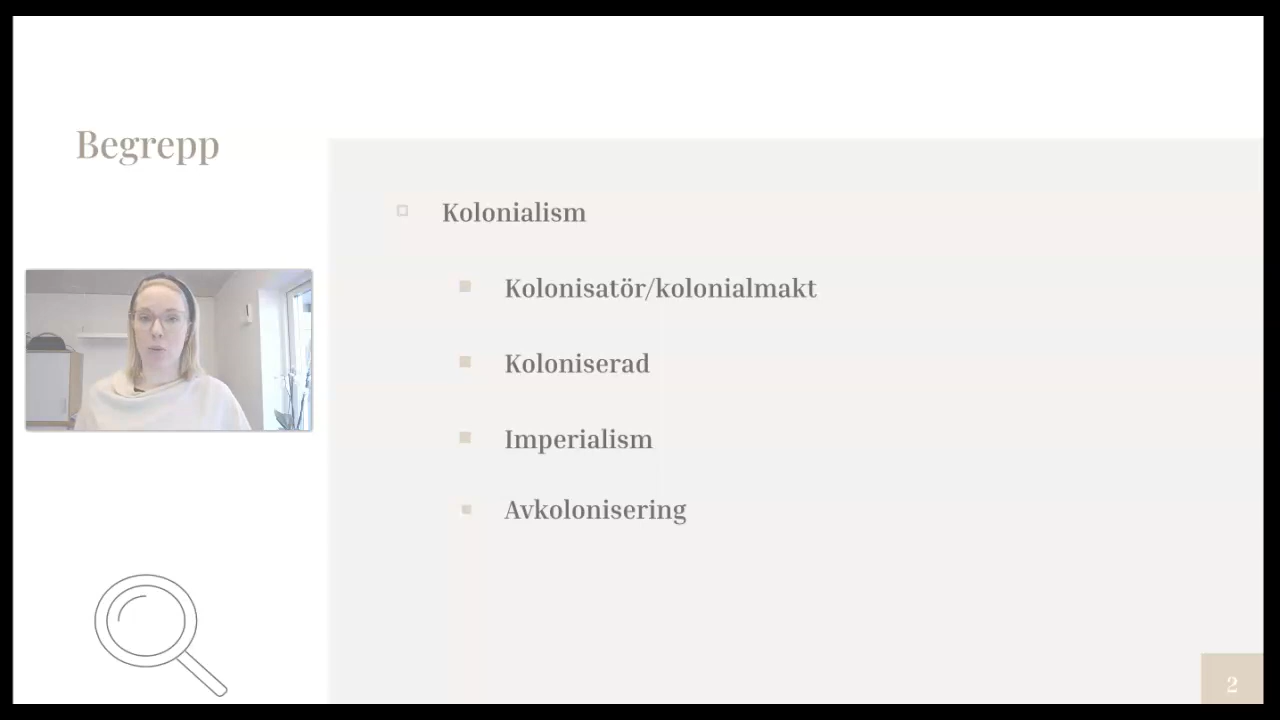 Begrepp
Kolonialism
Kolonisatör/kolonialmakt
Koloniserad
Imperialism
Avkolonisering
2